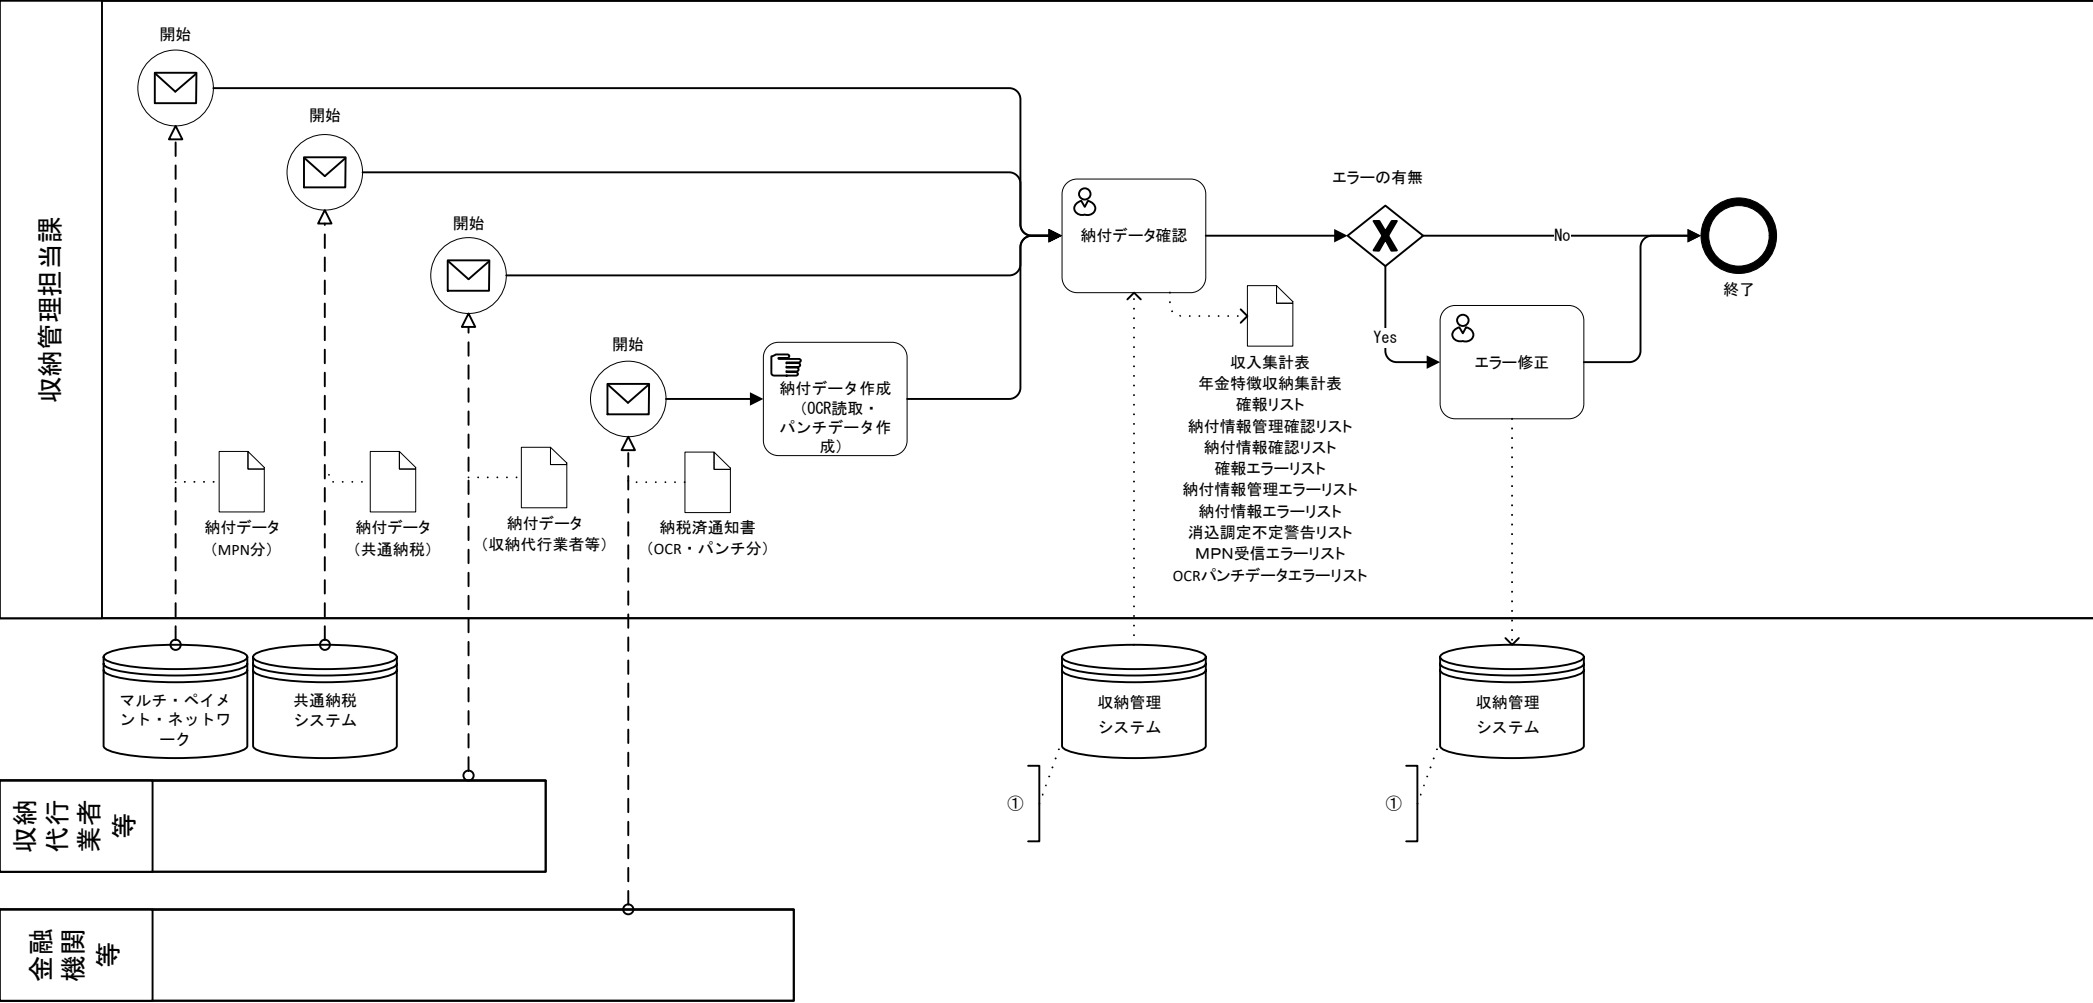 収納管理担当課
開始
開始
開始
開始
納付データ
（MPN分）
納付データ
（共通納税）
納付データ
（収納代行業者等）
納税済通知書
（OCR・パンチ分）
納付データ作成
（OCR読取・
パンチデータ作
成）
納付データ確認
収入集計表
年金特徴収納集計表
確報リスト
納付情報管理確認リスト
納付情報確認リスト
確報エラーリスト
納付情報管理エラーリスト
納付情報エラーリスト
消込調定不定警告リスト
MPN受信エラーリスト
OCRパンチデータエラーリスト
エラーの有無
No
Yes
エラー修正
終了
マルチ・ペイメ
ント・ネットワ
ーク
共通納税
システム
収納管理
システム
①
収納管理
システム
①
収納
代行
業者
等
金融
機関
等